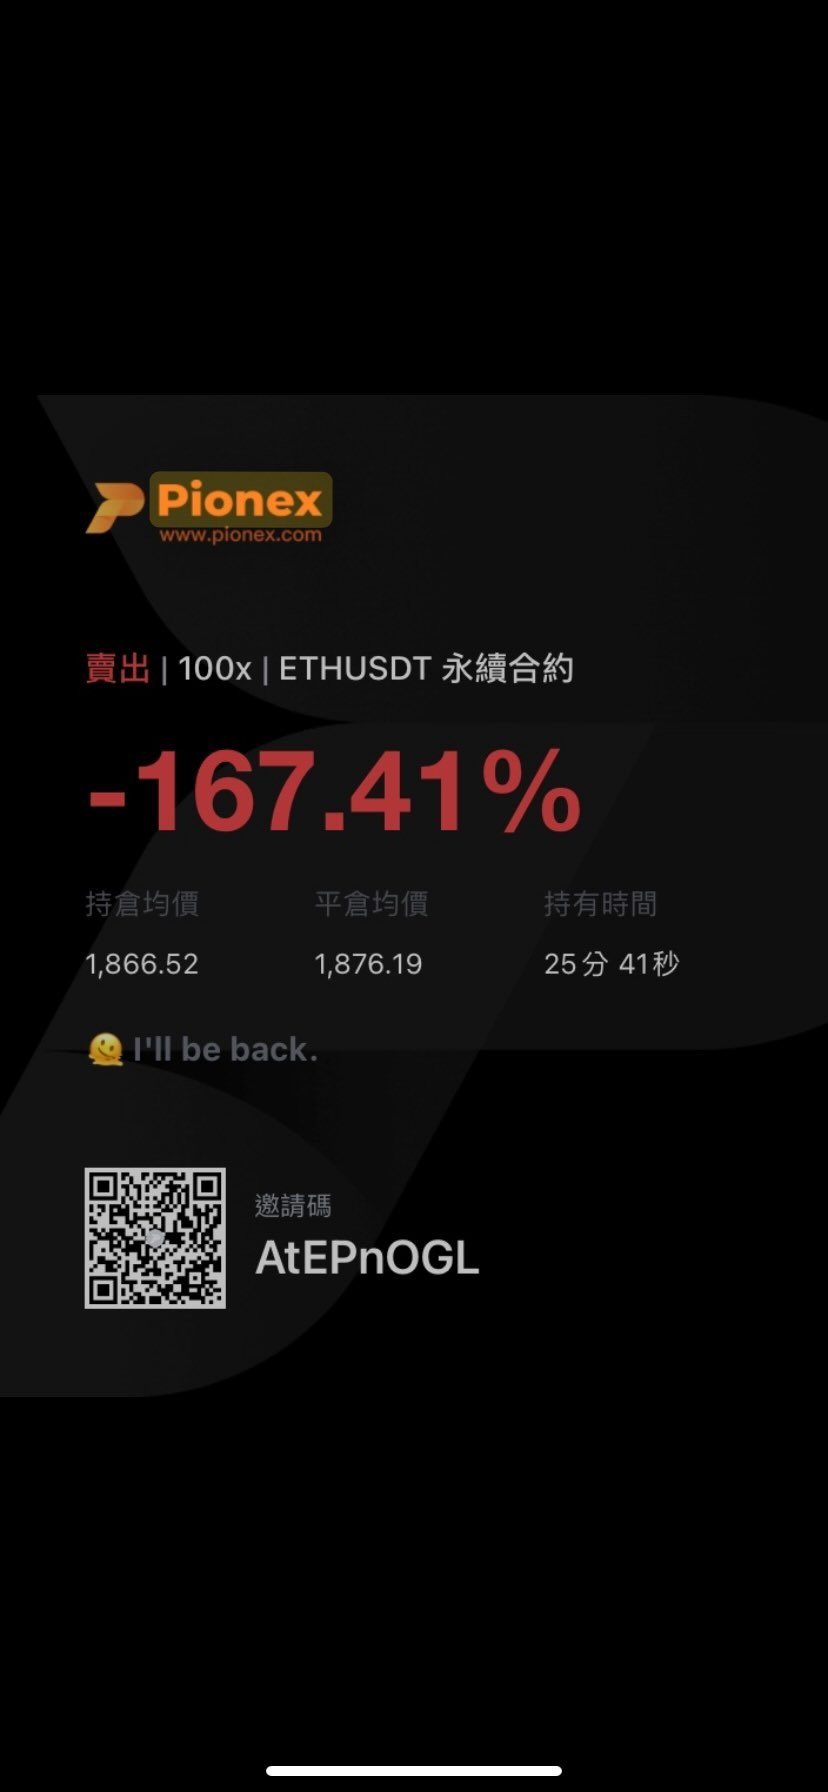 Pionex
www.pionex.com
賣出 | 100x | ETHUSDT 永續合約
-167.41%
持倉均價 平倉均價 持有時間
1,866.52 1,876.19 25分 41秒
🫠 I'll be back.
邀請碼
AtEPnOGL